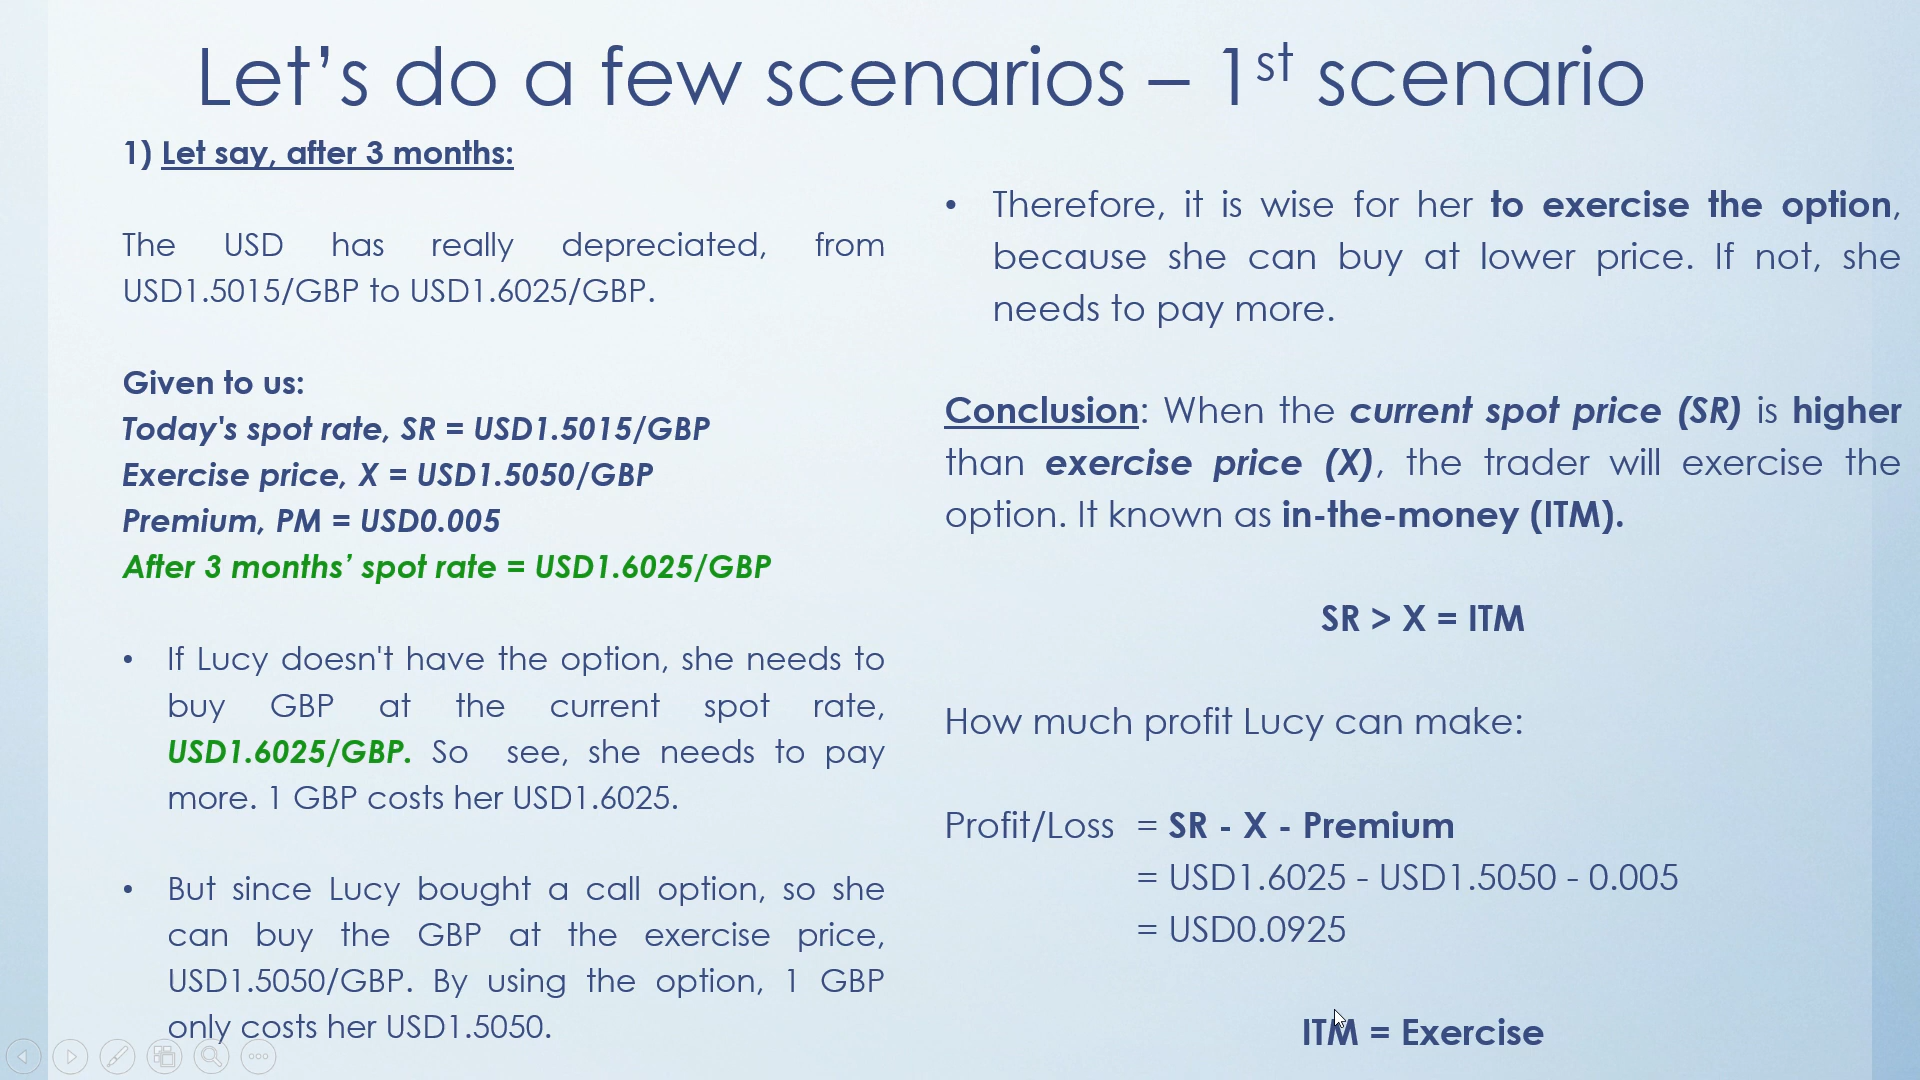 Let’s do a few scenarios – 1st scenario
1) Let say, after 3 months:
The USD has really depreciated, from
USD1.5015/GBP to USD1.6025/GBP.
Given to us:
Today's spot rate, SR = USD1.5015/GBP
Exercise price, X = USD1.5050/GBP
Premium, PM = USD0.005
After 3 months’ spot rate = USD1.6025/GBP
• If Lucy doesn't have the option, she needs to
buy GBP at the current spot rate,
USD1.6025/GBP. So see, she needs to pay
more. 1 GBP costs her USD1.6025.
• But since Lucy bought a call option, so she
can buy the GBP at the exercise price,
USD1.5050/GBP. By using the option, 1 GBP
only costs her USD1.5050.
• Therefore, it is wise for her to exercise the option,
because she can buy at lower price. If not, she
needs to pay more.
Conclusion: When the current spot price (SR) is higher
than exercise price (X), the trader will exercise the
option. It known as in-the-money (ITM).
SR > X = ITM
How much profit Lucy can make:
Profit/Loss = SR - X - Premium
= USD1.6025 - USD1.5050 - 0.005
= USD0.0925
ITM = Exercise